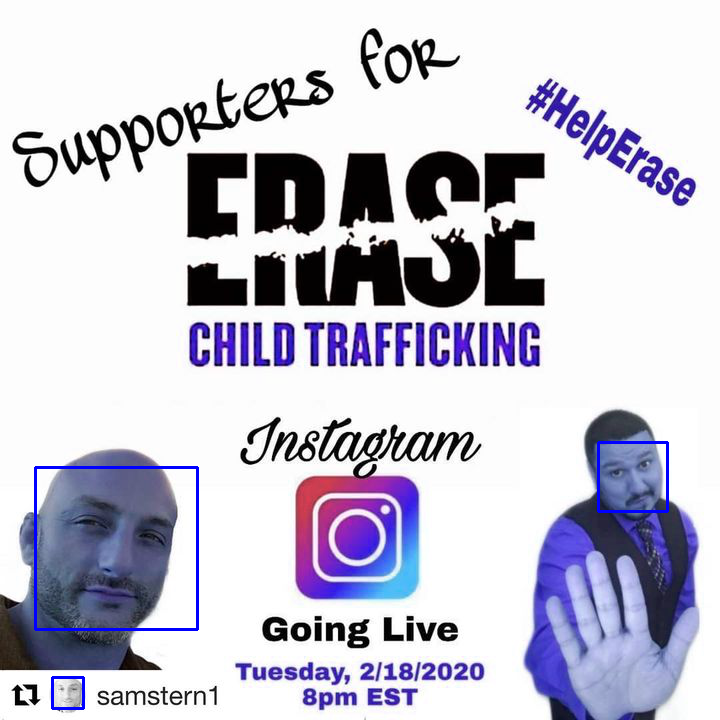 Supporters for
#HelpErase
ERASE
CHILD TRAFFICKING
Instagram
Going Live
Tuesday, 2/18/2020
8pm EST
samstern1